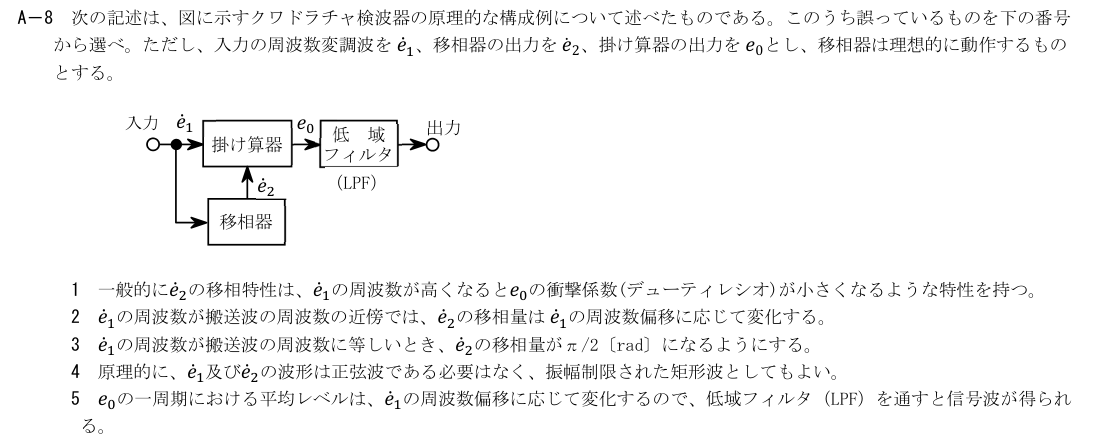 A－8 次の記述は、図に示すクワドラチャ検波器の原理的な構成例について述べたものである。このうち誤っているものを下の番号
から選べ。ただし、入力の周波数変調波を ė₁、移相器の出力を ė₂、掛け算器の出力を e₀とし、移相器は理想的に動作するもの
とする。
入力 ė₁ 掛け算器 e₀ 低 域 出力
フィルタ
ė₂ (LPF)
移相器
1 一般的にė₂の移相特性は、ė₁の周波数が高くなるとe₀の衝撃係数(デューティレシオ)が小さくなるような特性を持つ。
2 ė₁の周波数が搬送波の周波数の近傍では、ė₂の移相量は ė₁の周波数偏移に応じて変化する。
3 ė₁の周波数が搬送波の周波数に等しいとき、ė₂の移相量がπ/2〔rad〕になるようにする。
4 原理的に、ė₁及びė₂の波形は正弦波である必要はなく、振幅制限された矩形波としてもよい。
5 e₀の一周期における平均レベルは、ė₁の周波数偏移に応じて変化するので、低域フィルタ（LPF）を通すと信号波が得られ
る。